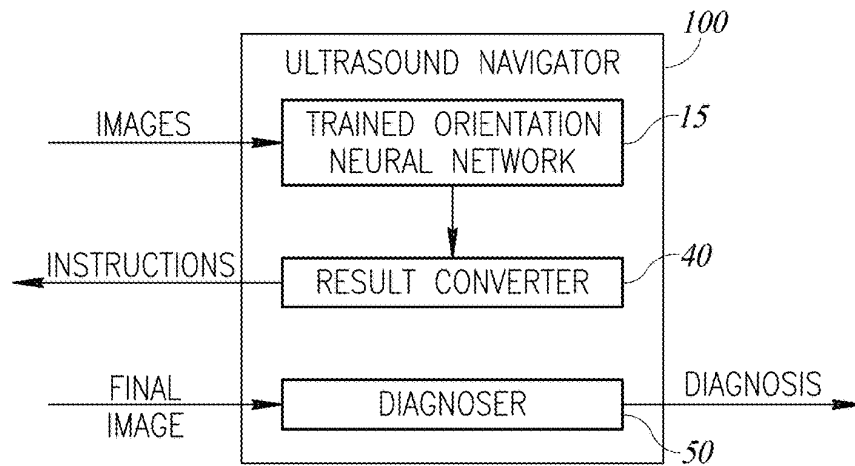 100
ULTRASOUND NAVIGATOR
IMAGES
TRAINED ORIENTATION
NEURAL NETWORK
15
INSTRUCTIONS
RESULT CONVERTER
40
FINAL
IMAGE
DIAGNOSER
DIAGNOSIS
50